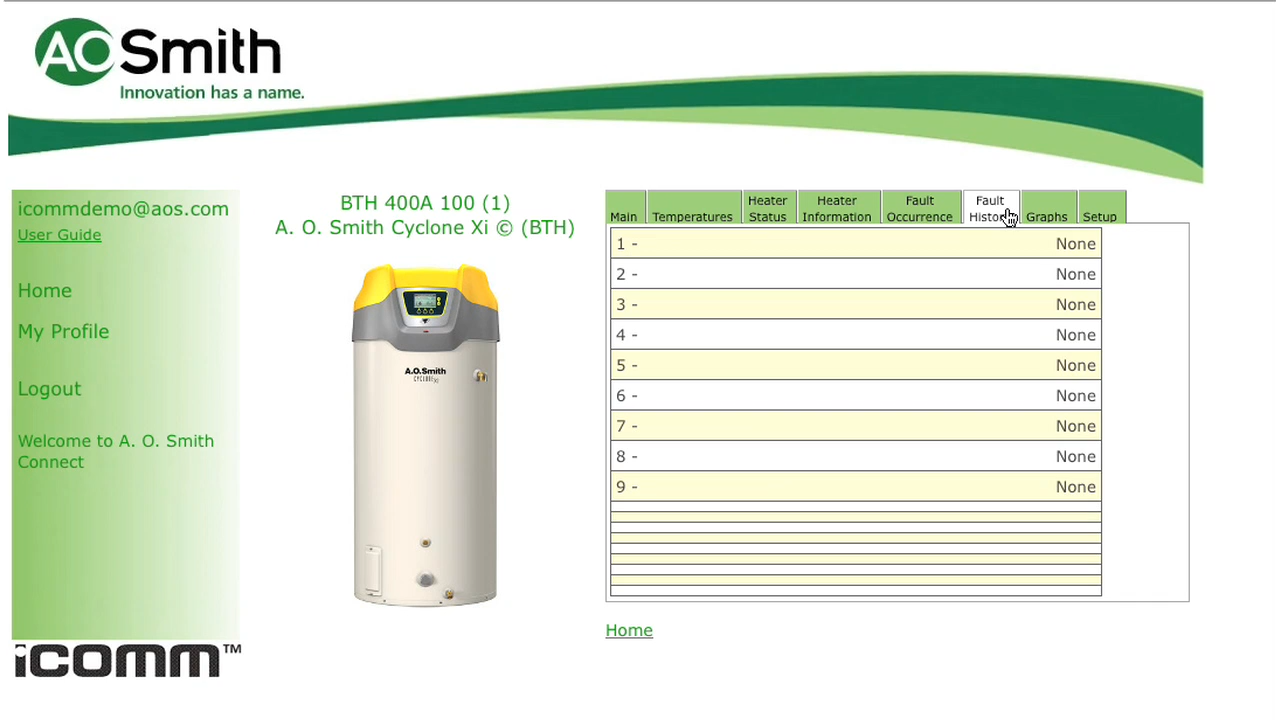 AO Smith
Innovation has a name.
icommdemo@aos.com
User Guide
Home
My Profile
Logout
Welcome to A. O. Smith
Connect
icomm™
BTH 400A 100 (1)
A. O. Smith Cyclone Xi © (BTH)
A.O.Smith
CYCLONE Xi
Main
Temperatures
Heater
Status
Heater
Information
Fault
Occurrence
Fault
History
Graphs
Setup
1 - None
2 - None
3 - None
4 - None
5 - None
6 - None
7 - None
8 - None
9 - None
Home